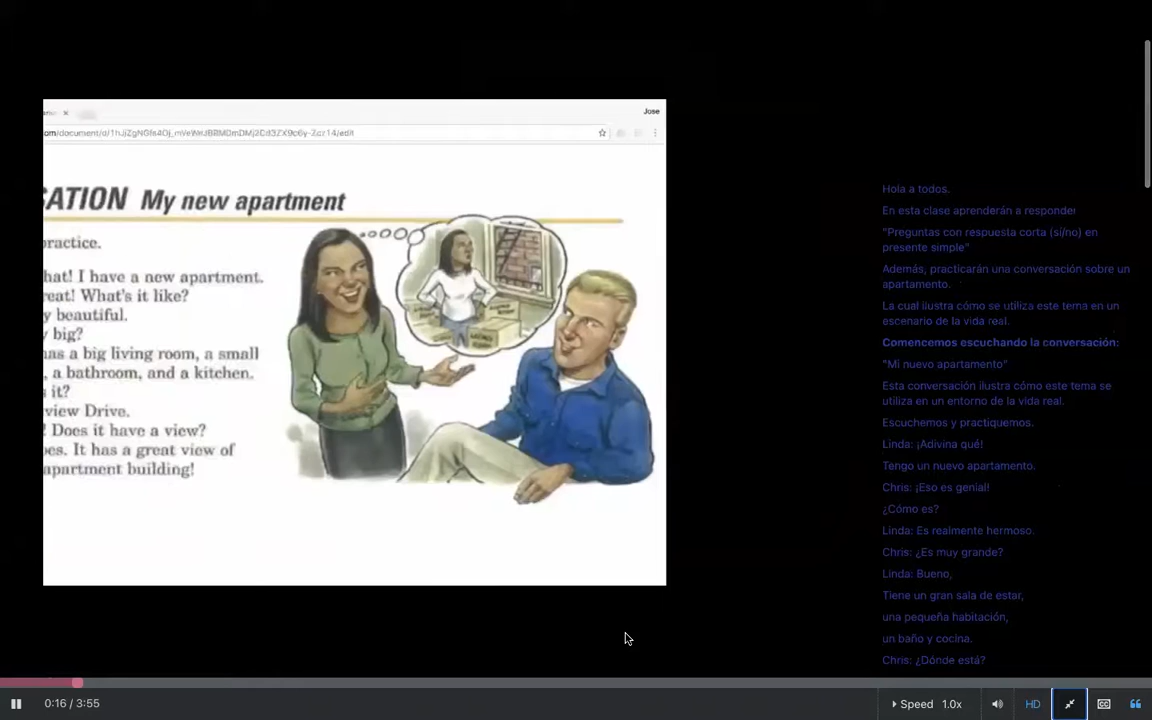 Jose
SATION My new apartment
practice.
hat! I have a new apartment.
reat! What's it like?
y beautiful.
y big?
has a big living room, a small
, a bathroom, and a kitchen.
s it?
view Drive.
! Does it have a view?
oes. It has a great view of
apartment building!
Hola a todos.
En esta clase aprenderán a responder
"Preguntas con respuesta corta (sí/no) en
presente simple"
Además, practicarán una conversación sobre un
apartamento.
La cual ilustra cómo se utiliza este tema en un
escenario de la vida real.
Comencemos escuchando la conversación:
"Mi nuevo apartamento"
Esta conversación ilustra cómo este tema se
utiliza en un entorno de la vida real.
Escuchemos y practiquemos.
Linda: ¡Adivina qué!
Tengo un nuevo apartamento.
Chris: ¡Eso es genial!
¿Cómo es?
Linda: Es realmente hermoso.
Chris: ¿Es muy grande?
Linda: Bueno,
Tiene un gran sala de estar,
una pequeña habitación,
un baño y cocina.
Chris: ¿Dónde está?
0:16 / 3:55
Speed 1.0x
HD
CC